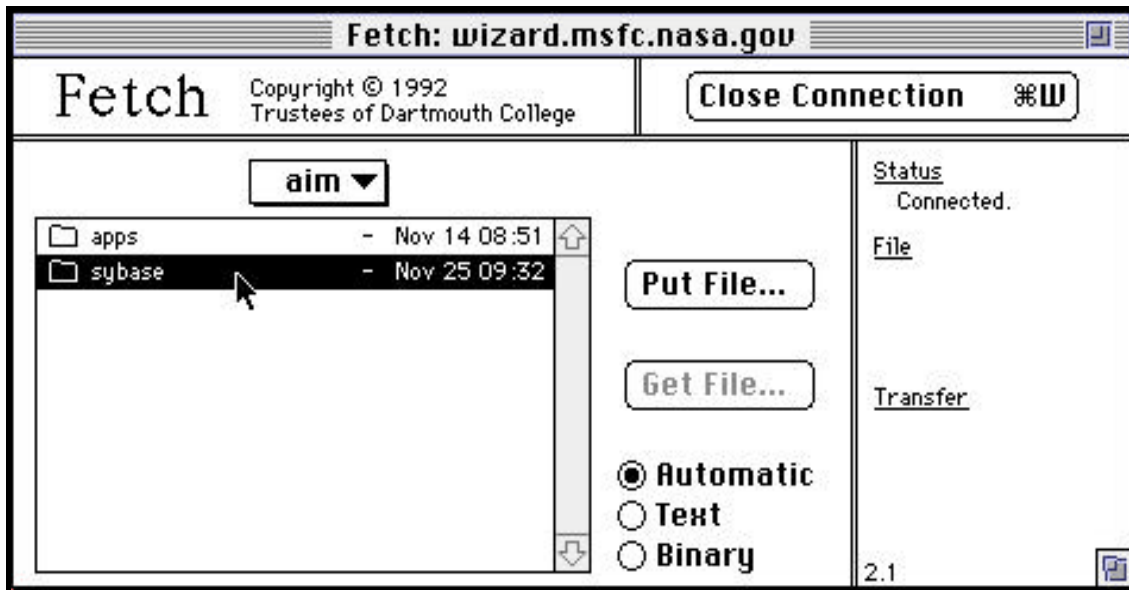 Fetch: wizard.msfc.nasa.gov
Fetch
Copyright © 1992
Trustees of Dartmouth College
Close Connection ⌘W
aim
apps - Nov 14 08:51
sybase - Nov 25 09:32
Put File...
Get File...
Automatic
Text
Binary
Status
Connected.
File
Transfer
2.1